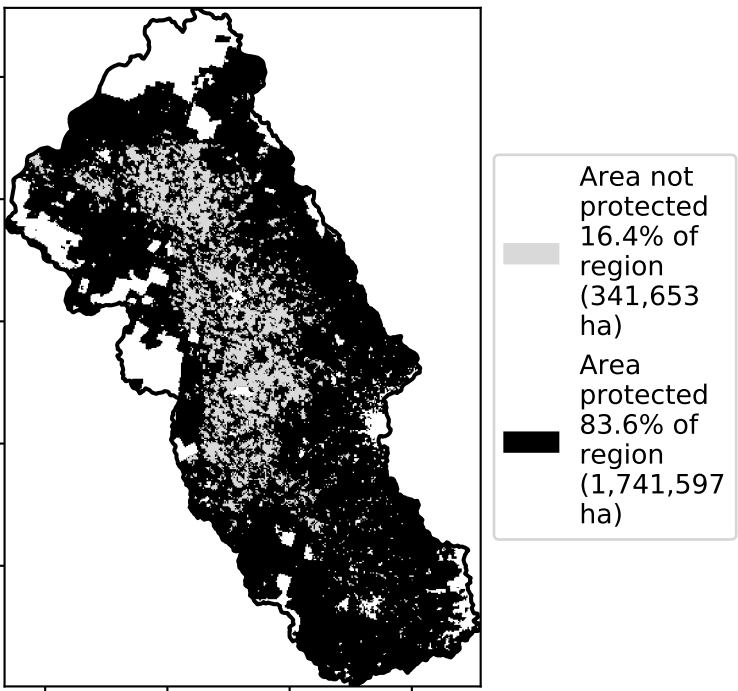 Area not
protected
16.4% of
region
(341,653
ha)
Area
protected
83.6% of
region
(1,741,597
ha)